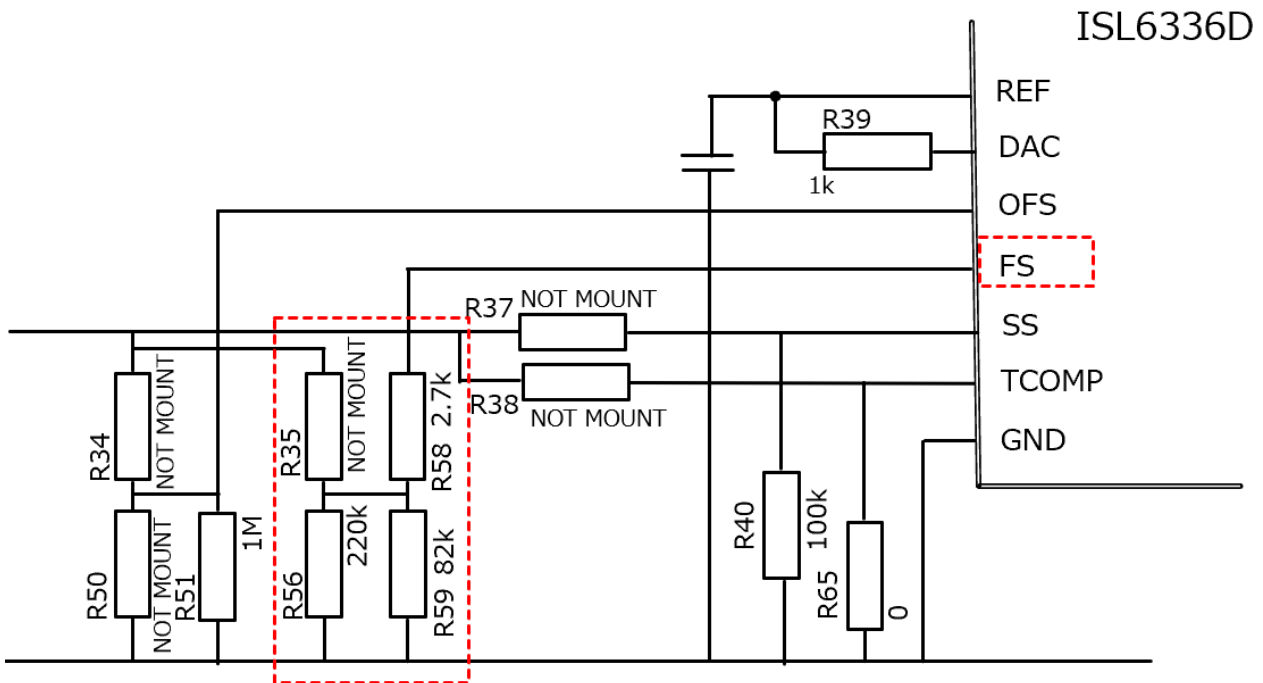 ISL6336D
REF
R39
DAC
1k
OFS
FS
R37 NOT MOUNT
SS
TCOMP
R38
NOT MOUNT
GND
R34
NOT MOUNT
R35
NOT MOUNT
R58 2.7k
R50
NOT MOUNT
R51
1M
R56
220k
R59 82k
R40
100k
R65
0